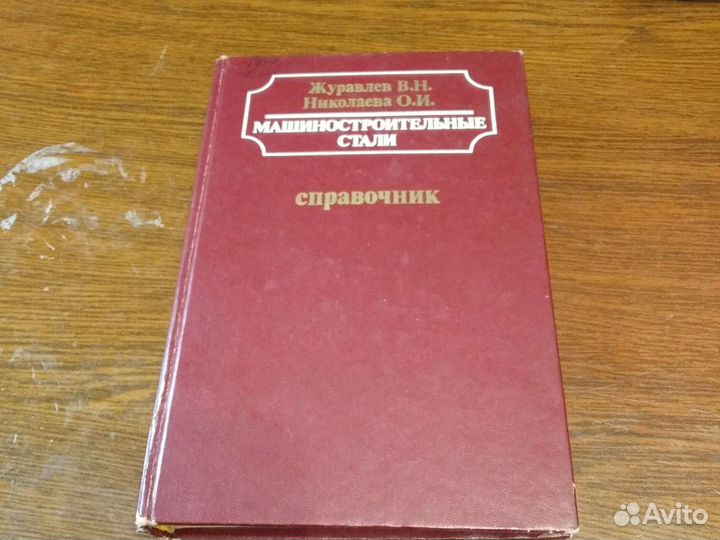 Журавлев В.Н.
Николаева О.И.
МАШИНОСТРОИТЕЛЬНЫЕ
СТАЛИ
справочник
Avito